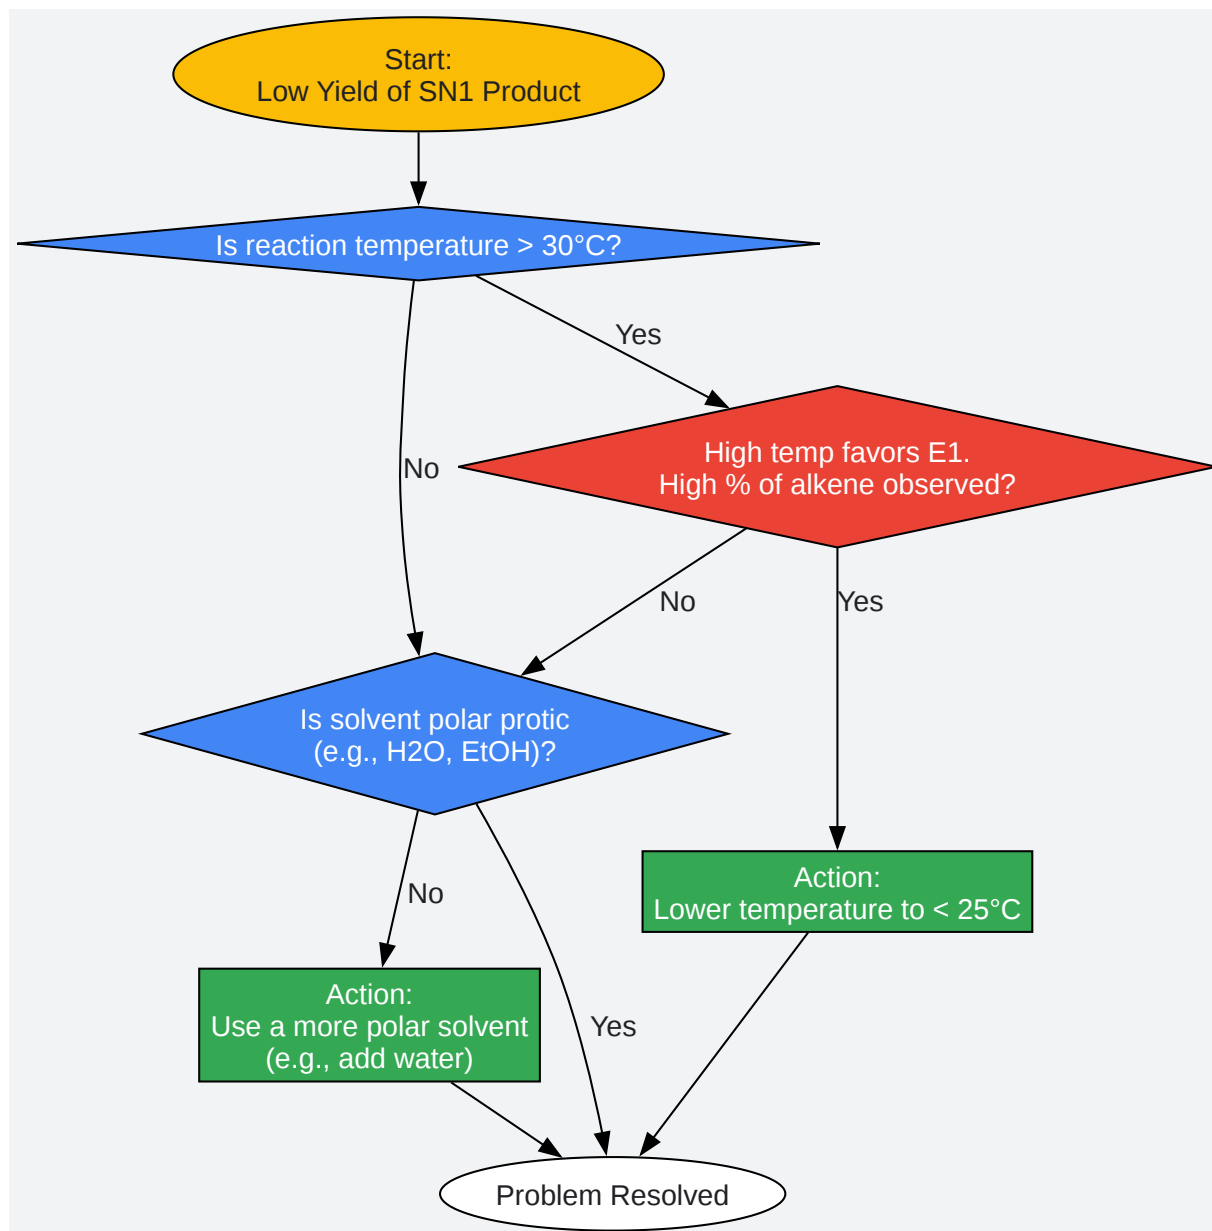 Start:
Low Yield of SN1 Product
Is reaction temperature > 30°C?
Yes
High temp favors E1.
High % of alkene observed?
No
No
Yes
Is solvent polar protic
(e.g., H2O, EtOH)?
Action:
Lower temperature to < 25°C
No
Action:
Use a more polar solvent
(e.g., add water)
Yes
Problem Resolved